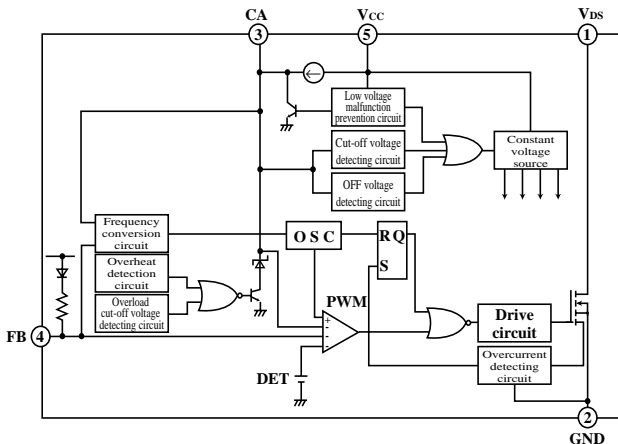 CA
3
VCC
5
VDS
1
Low voltage
malfunction
prevention circuit
Cut-off voltage
detecting circuit
OFF voltage
detecting circuit
Constant
voltage
source
Frequency
conversion
circuit
OSC
R Q
S
Overheat
detection
circuit
Overload
cut-off voltage
detecting circuit
PWM
+
-
-
-
Drive
circuit
Overcurrent
detecting
circuit
FB
4
DET
2
GND